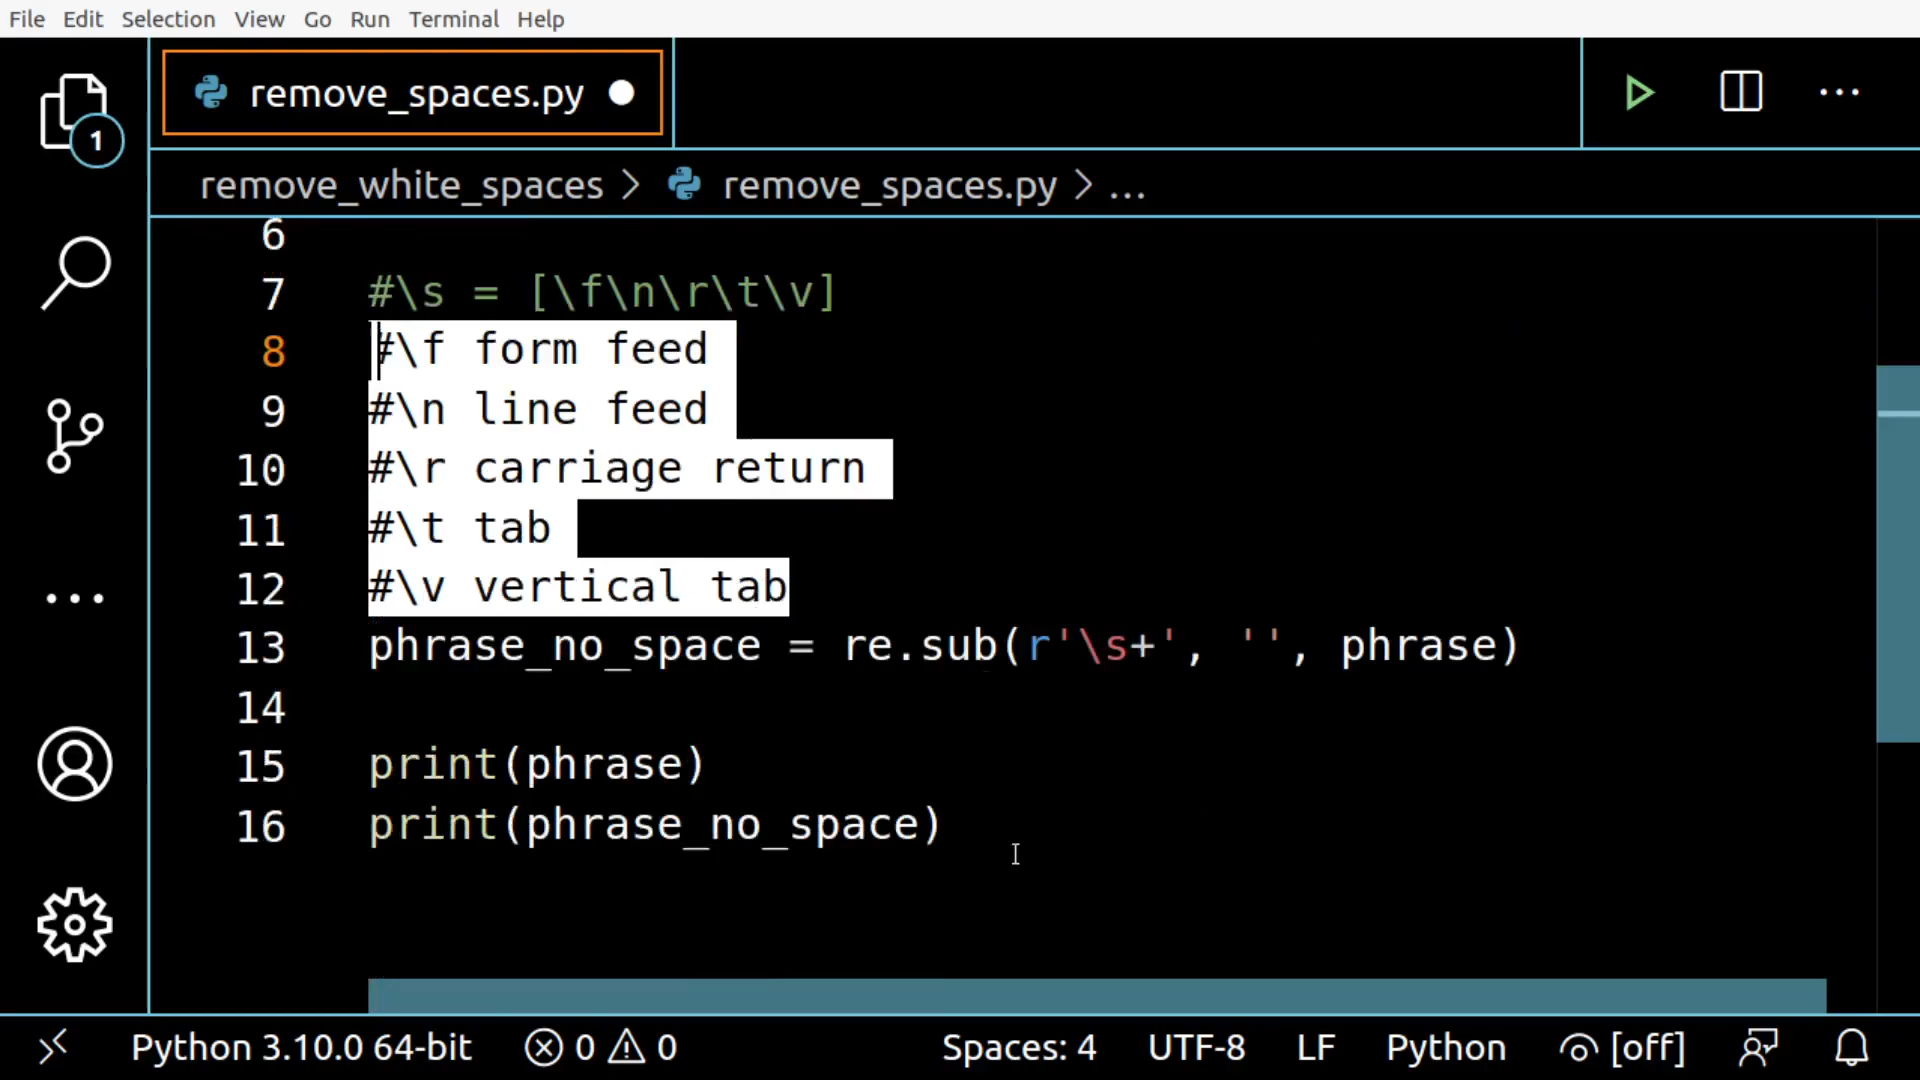 File Edit Selection View Go Run Terminal Help
remove_spaces.py
1
remove_white_spaces > remove_spaces.py > ...
6
7 #\s = [\f\n\r\t\v]
8 #\f form feed
9 #\n line feed
10 #\r carriage return
11 #\t tab
12 #\v vertical tab
13 phrase_no_space = re.sub(r'\s+', '', phrase)
14
15 print(phrase)
16 print(phrase_no_space)
Python 3.10.0 64-bit 0 0 Spaces: 4 UTF-8 LF Python [off]